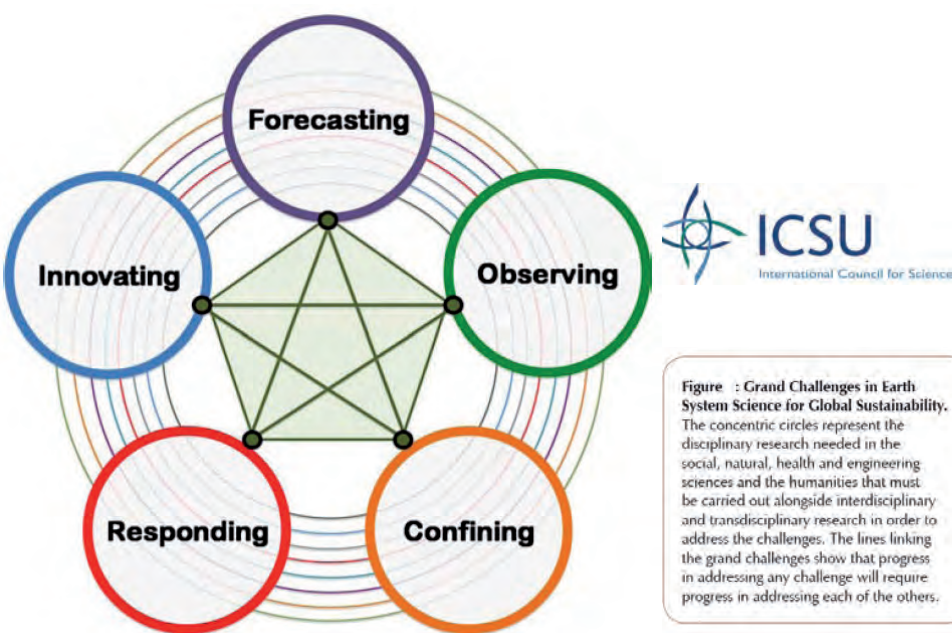 Forecasting
Innovating
Observing
Responding
Confining
ICSU
International Council for Science
Figure : Grand Challenges in Earth
System Science for Global Sustainability.
The concentric circles represent the
disciplinary research needed in the
social, natural, health and engineering
sciences and the humanities that must
be carried out alongside interdisciplinary
and transdisciplinary research in order to
address the challenges. The lines linking
the grand challenges show that progress
in addressing any challenge will require
progress in addressing each of the others.